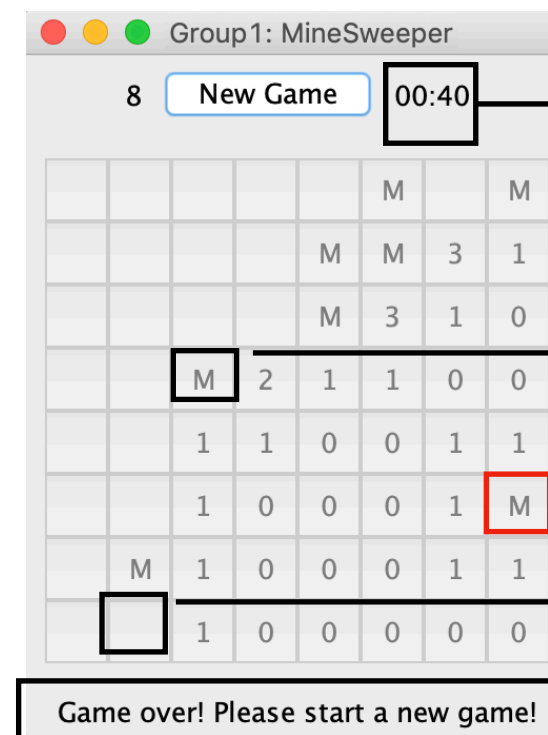 Group1: MineSweeper
8 New Game 00:40
M M
M M 3 1
M 3 1 0
M 2 1 1 0 0
1 1 0 0 1 1
1 0 0 0 1 M
M 1 0 0 0 1 1
1 0 0 0 0 0
Game over! Please start a new game!